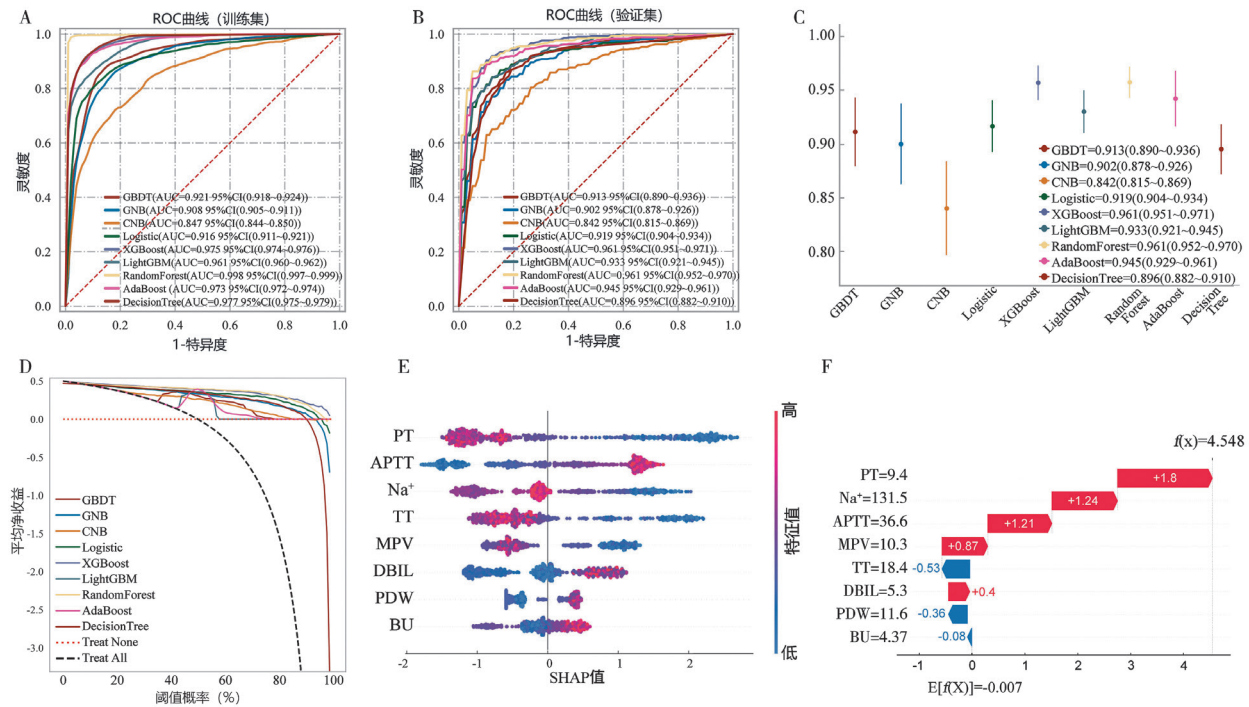 A
ROC曲线（训练集）
1.0
0.8
0.6
0.4
0.2
0.0
灵敏度
GBDT(AUC=0.921 95%CI(0.918~0.924))
GNB(AUC=0.908 95%CI(0.905~0.911)
CNB(AUC=0.847 95%CI(0.844~0.850)
Logistic(AUC=0.916 95%CI(0.911~0.921)
XGBoost(AUC=0.975 95%CI(0.974~0.976))
LightGBM(AUC=0.961 95%CI(0.960~0.962))
RandomForest(AUC=0.998 95%CI(0.997~0.999))
AdaBoost (AUC=0.973 95%CI(0.972~0.974))
DecisionTree(AUC=0.977 95%CI(0.975~0.979))
0.0 0.2 0.4 0.6 0.8 1.0
1-特异度
B
ROC曲线（验证集）
1.0
0.8
0.6
0.4
0.2
0.0
灵敏度
GBDT(AUC=0.913 95%CI(0.890~0.936))
GNB(AUC=0.902 95%CI(0.878~0.926))
CNB(AUC=0.842 95%CI(0.815~0.869))
Logistic(AUC=0.919 95%CI(0.904~0.934))
XGBoost(AUC=0.961 95%CI(0.951~0.971))
LightGBM(AUC=0.933 95%CI(0.921~0.945))
RandomForest(AUC=0.961 95%CI(0.952~0.970))
AdaBoost(AUC=0.945 95%CI(0.929~0.961))
DecisionTree(AUC=0.896 95%CI(0.882~0.910))
0.0 0.2 0.4 0.6 0.8 1.0
1-特异度
C
1.00
0.95
0.90
0.85
0.80
GBDT=0.913(0.890~0.936)
GNB=0.902(0.878~0.926)
CNB=0.842(0.815~0.869)
Logistic=0.919(0.904~0.934)
XGBoost=0.961(0.951~0.971)
LightGBM=0.933(0.921~0.945)
RandomForest=0.961(0.952~0.970)
AdaBoost=0.945(0.929~0.961)
DecisionTree=0.896(0.882~0.910)
GBDT
GNB
CNB
Logistic
XGBoost
LightGBM
Random
Forest
AdaBoost
Decision
Tree
D
0.5
0.0
-0.5
-1.0
-1.5
-2.0
-2.5
-3.0
平均净收益
GBDT
GNB
CNB
Logistic
XGBoost
LightGBM
RandomForest
AdaBoost
DecisionTree
Treat None
Treat All
0 20 40 60 80 100
阈值概率（%）
E
PT
APTT
Na⁺
TT
MPV
DBIL
PDW
BU
-2 -1 0 1 2
SHAP值
高
特征值
低
F
f(x)=4.548
PT=9.4
+1.8
Na⁺=131.5
+1.24
APTT=36.6
+1.21
MPV=10.3
+0.87
TT=18.4
-0.53
DBIL=5.3
+0.4
PDW=11.6
-0.36
BU=4.37
-0.08
-1 0 1 2 3 4
E[f(X)]=-0.007